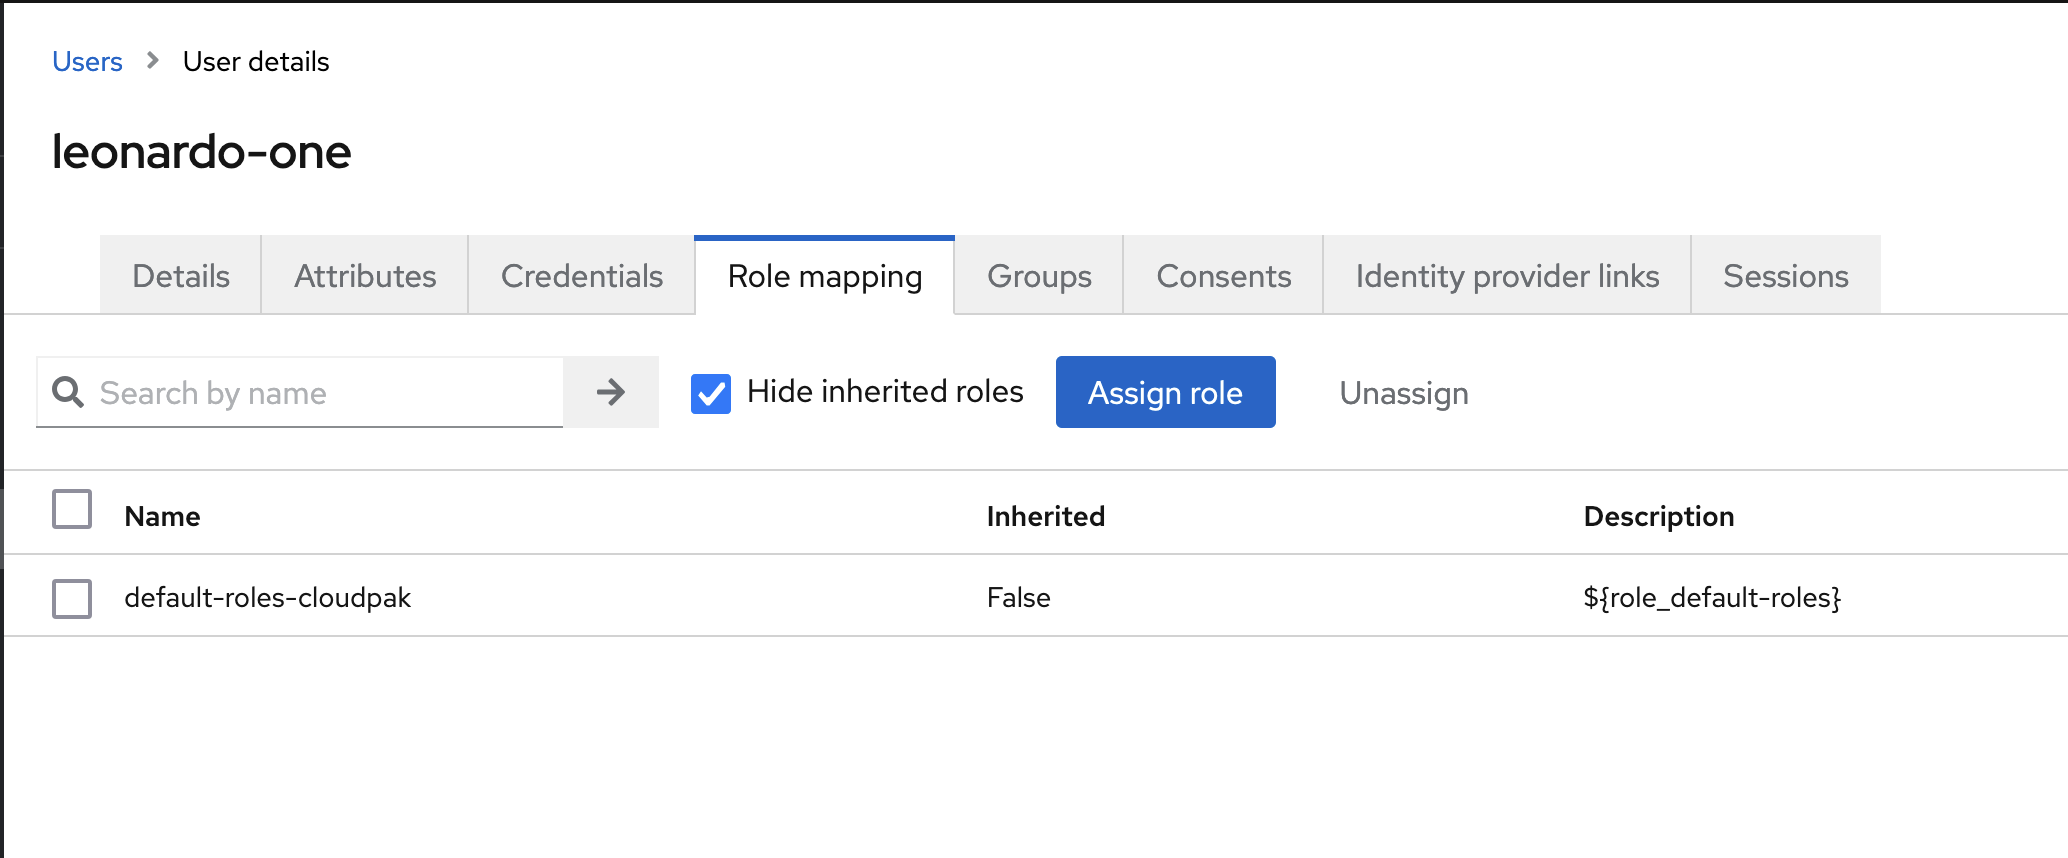 Users > User details
leonardo-one
Details Attributes Credentials Role mapping Groups Consents Identity provider links Sessions
Search by name Hide inherited roles Assign role Unassign
Name Inherited Description
default-roles-cloudpak False ${role_default-roles}